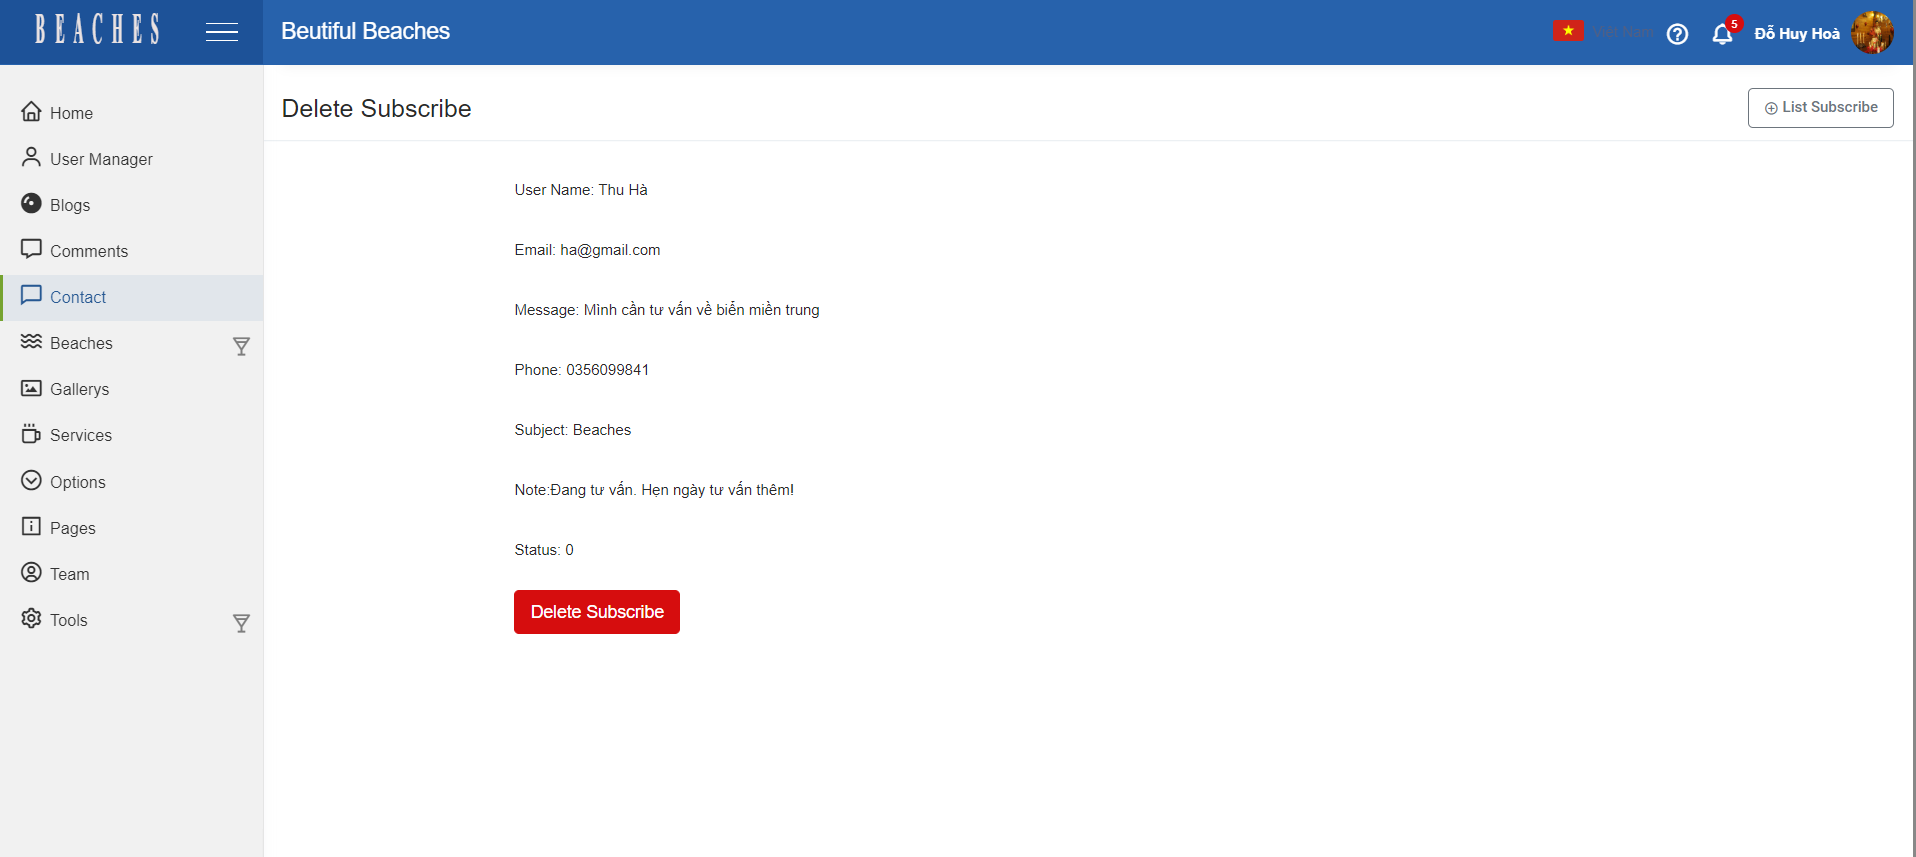 BEACHES
Beutiful Beaches
Việt Nam
5
Đỗ Huy Hoà
Home
User Manager
Blogs
Comments
Contact
Beaches
Gallerys
Services
Options
Pages
Team
Tools
Delete Subscribe
List Subscribe
User Name: Thu Hà
Email: ha@gmail.com
Message: Mình cần tư vấn về biển miền trung
Phone: 0356099841
Subject: Beaches
Note:Đang tư vấn. Hẹn ngày tư vấn thêm!
Status: 0
Delete Subscribe